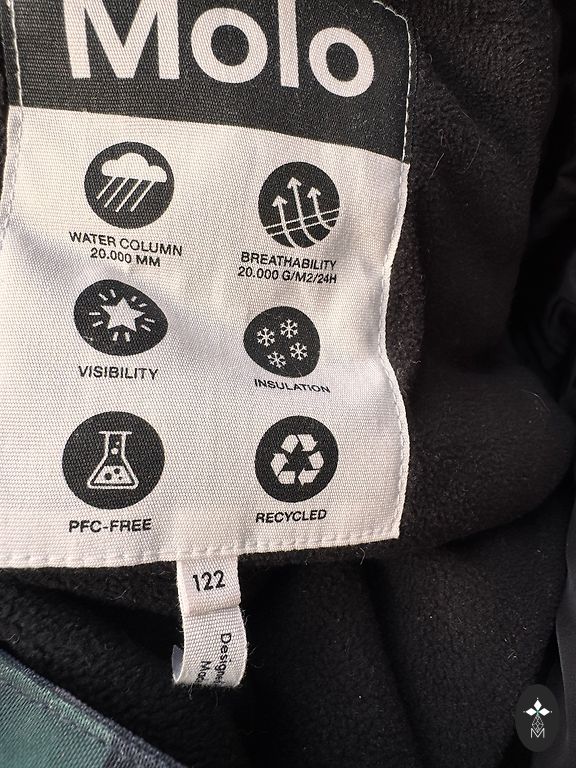 Molo
WATER COLUMN
20.000 MM
BREATHABILITY
20.000 G/M2/24H
VISIBILITY
INSULATION
PFC-FREE
RECYCLED
122
M